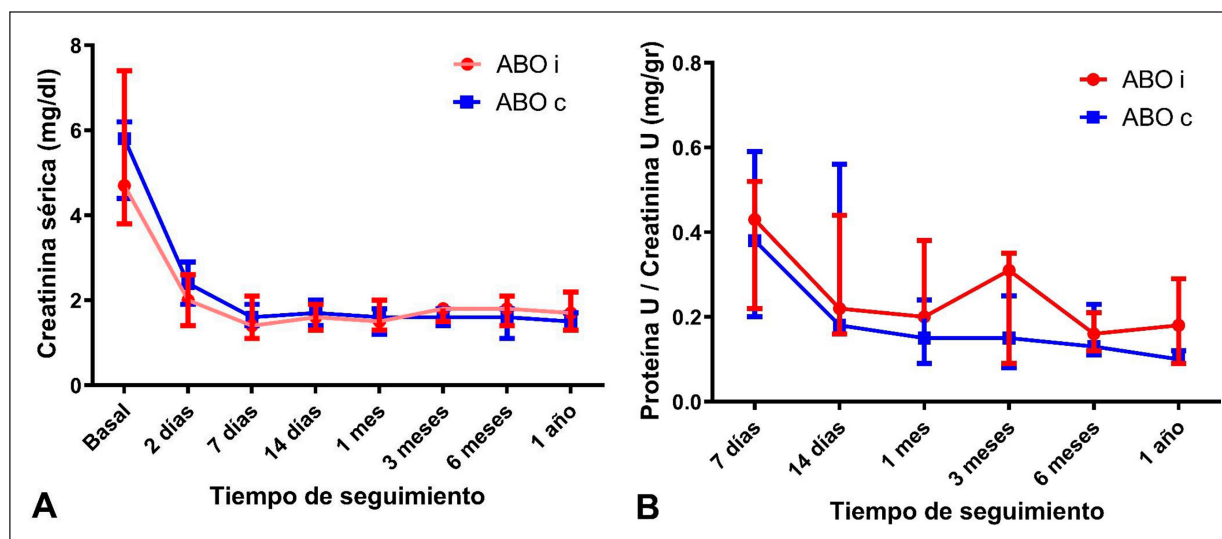 Creatinina sérica (mg/dl)
8
6
4
2
0
ABO i
ABO c
Basal
2 días
7 días
14 días
1 mes
3 meses
6 meses
1 año
Tiempo de seguimiento
A
Proteína U / Creatinina U (mg/gr)
0.8
0.6
0.4
0.2
0.0
ABO i
ABO c
7 días
14 días
1 mes
3 meses
6 meses
1 año
Tiempo de seguimiento
B